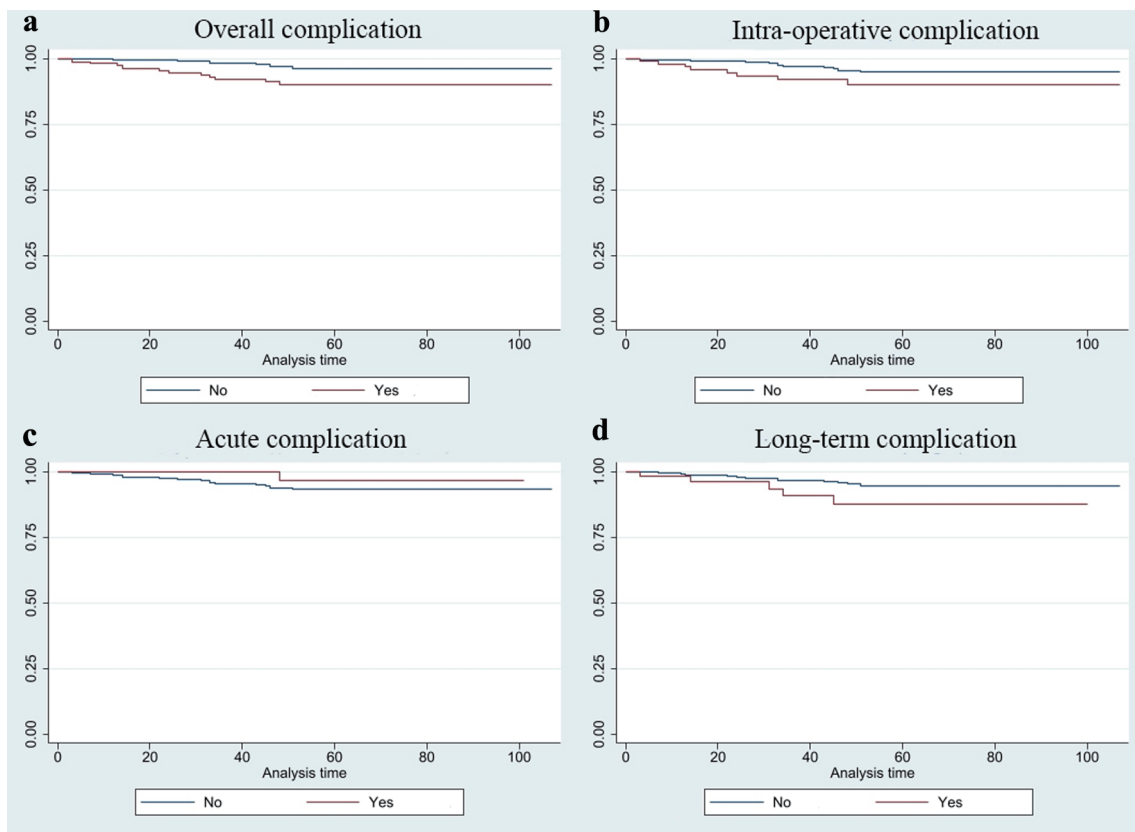 a
Overall complication
1.00
0.75
0.50
0.25
0.00
0 20 40 60 80 100
Analysis time
No Yes
b
Intra-operative complication
1.00
0.75
0.50
0.25
0.00
0 20 40 60 80 100
Analysis time
No Yes
c
Acute complication
1.00
0.75
0.50
0.25
0.00
0 20 40 60 80 100
Analysis time
No Yes
d
Long-term complication
1.00
0.75
0.50
0.25
0.00
0 20 40 60 80 100
Analysis time
No Yes